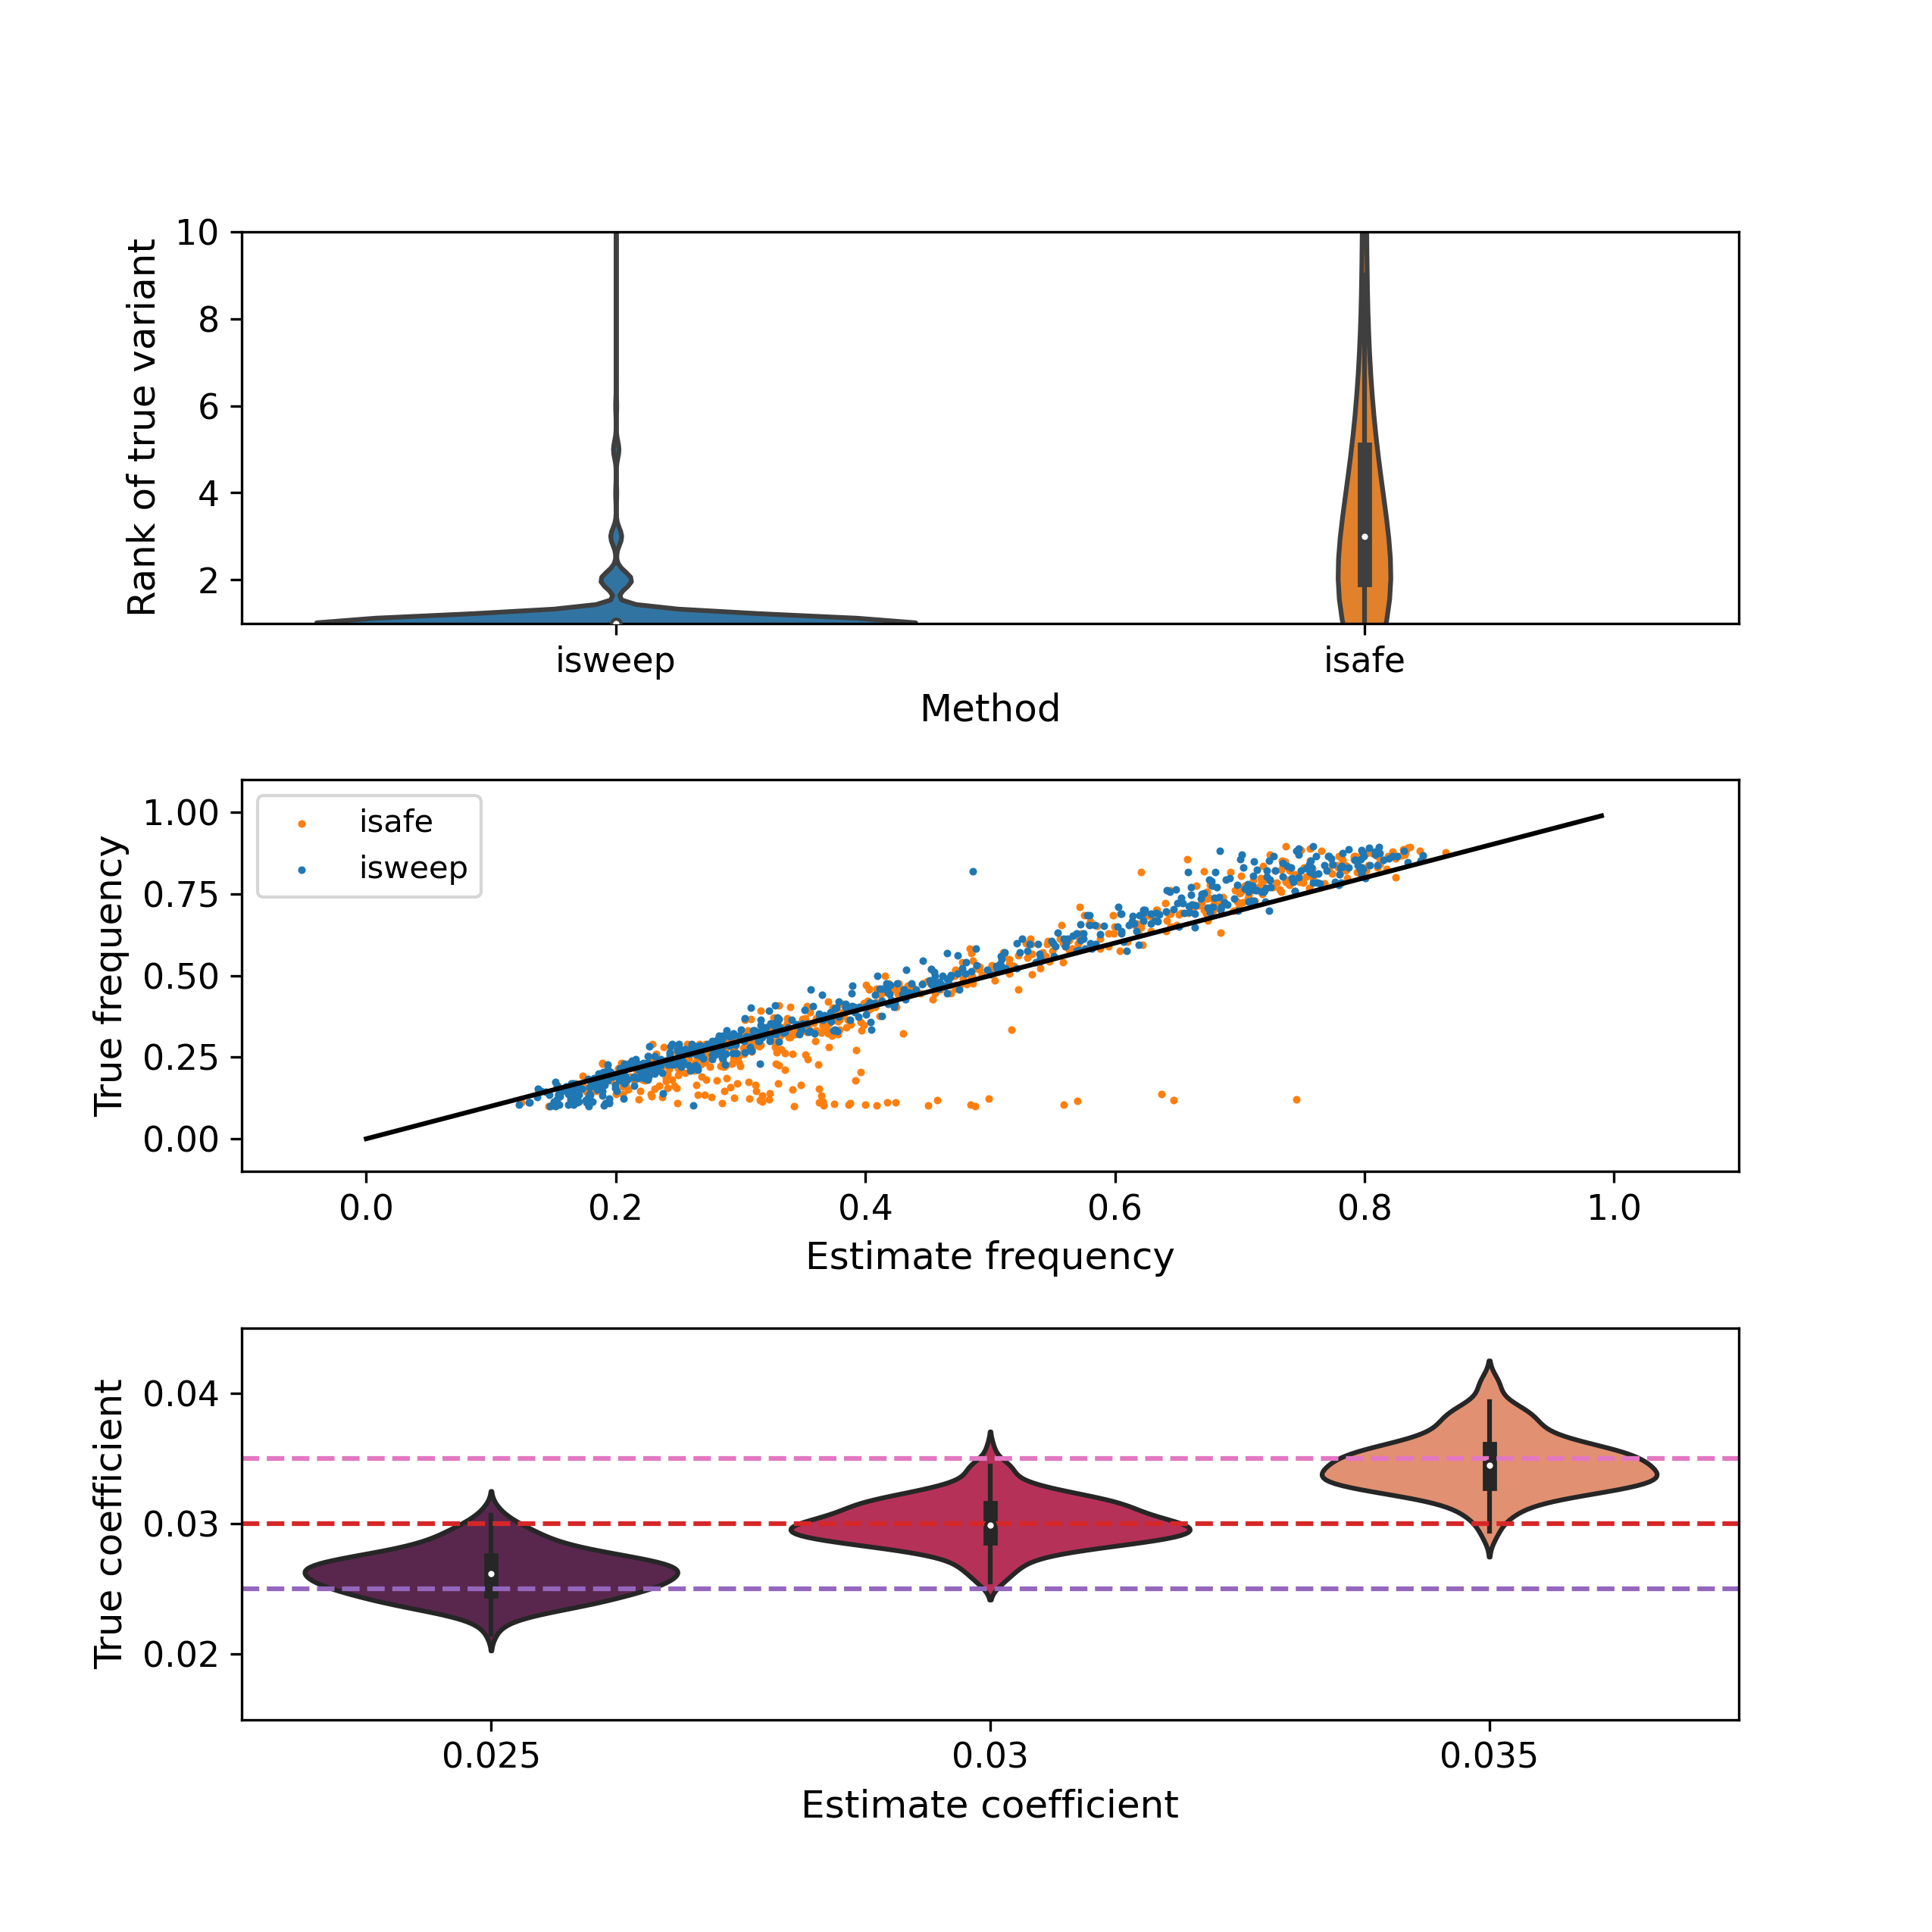 10
8
6
4
2
Rank of true variant
isweep isafe
Method
isafe
isweep
1.00
0.75
0.50
0.25
0.00
True frequency
0.0 0.2 0.4 0.6 0.8 1.0
Estimate frequency
0.04
0.03
0.02
True coefficient
0.025 0.03 0.035
Estimate coefficient